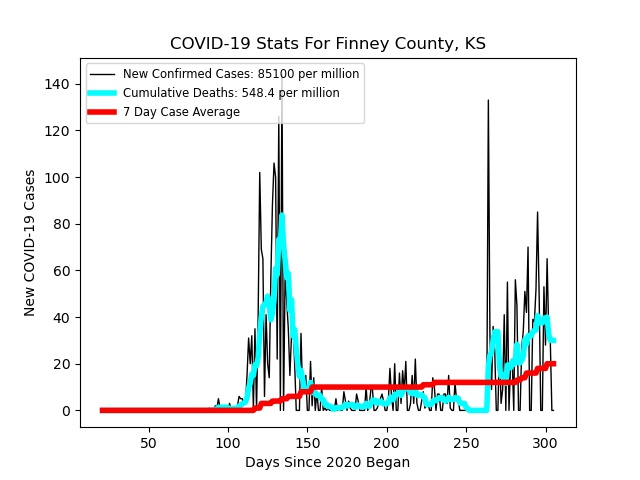 COVID-19 Stats For Finney County, KS
New Confirmed Cases: 85100 per million
Cumulative Deaths: 548.4 per million
7 Day Case Average
New COVID-19 Cases
140
120
100
80
60
40
20
0
50 100 150 200 250 300
Days Since 2020 Began